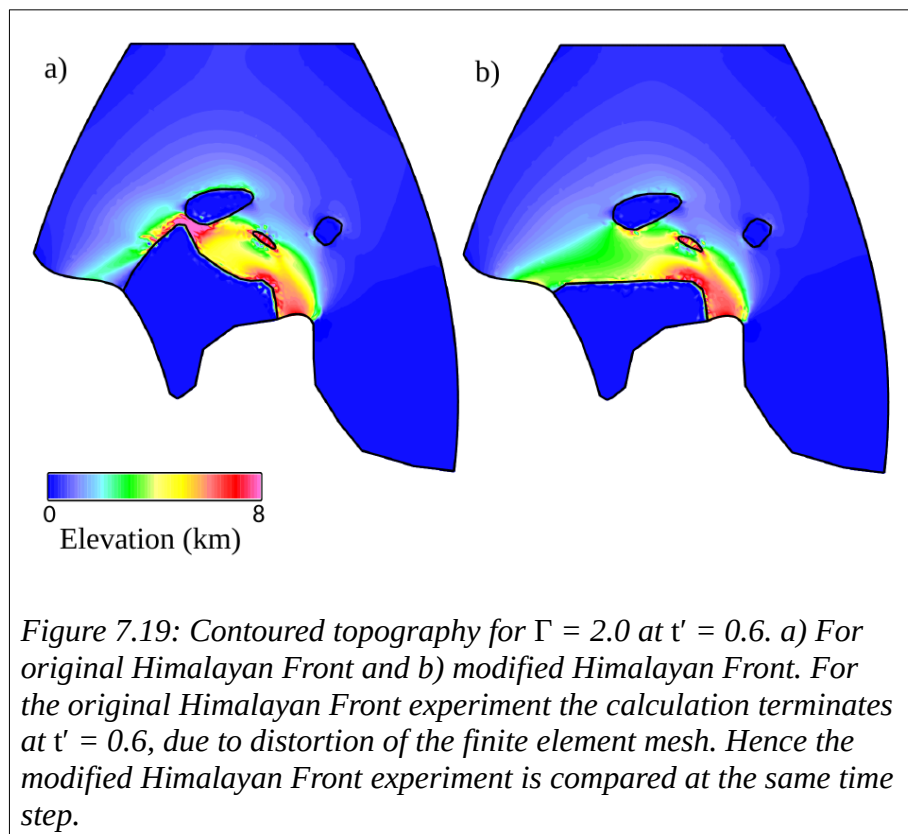 a)
b)
0
8
Elevation (km)
Figure 7.19: Contoured topography for Γ = 2.0 at t′ = 0.6. a) For
original Himalayan Front and b) modified Himalayan Front. For
the original Himalayan Front experiment the calculation terminates
at t′ = 0.6, due to distortion of the finite element mesh. Hence the
modified Himalayan Front experiment is compared at the same time
step.